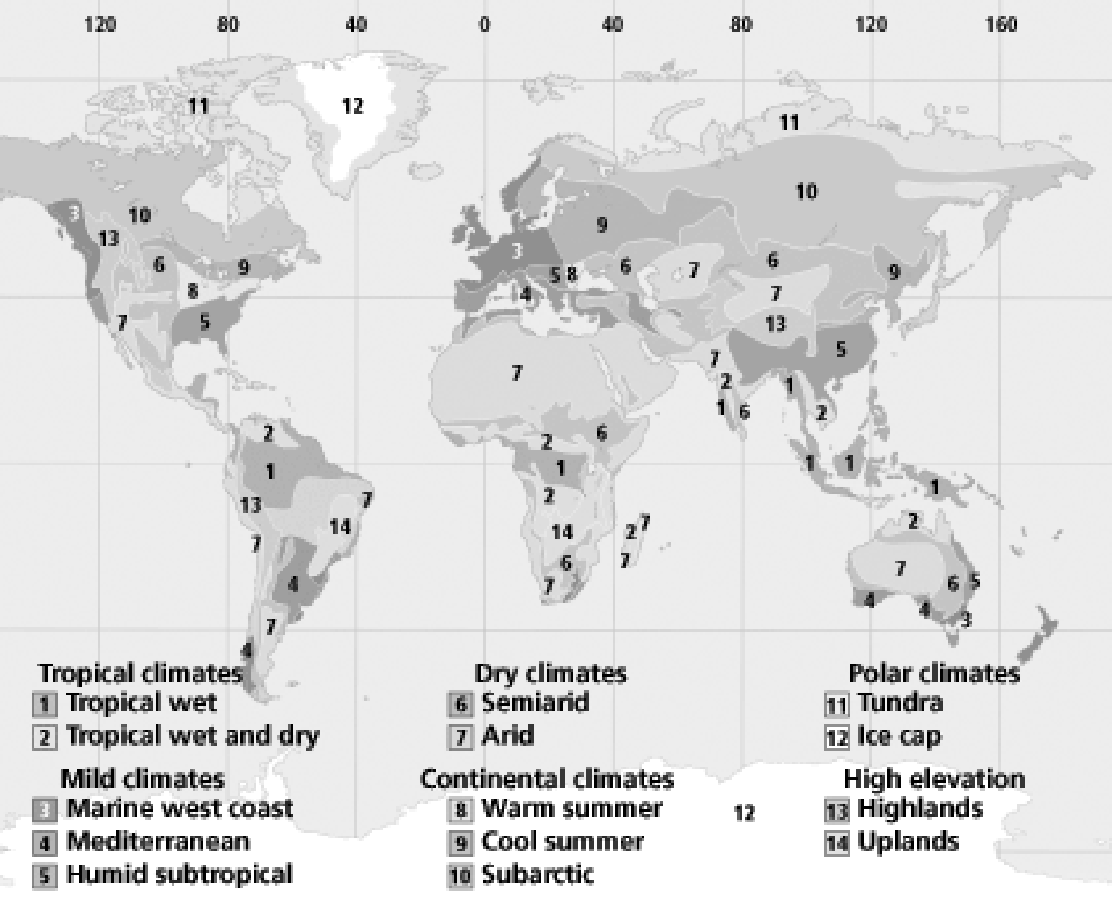 120 80 40 0 40 80 120 160
11
12
11
10
3
10
13
9
3
6
9
5 8
6
7
6
9
8
4
7
7
5
13
5
7
7
2
1
1 6
2
2
2
6
1
1
1
1
1
13
7
2
14
7
14
2 7
2
7
6
7
7
4
7
6 5
7
4
4
3
4
Tropical climates
1 Tropical wet
2 Tropical wet and dry
Mild climates
3 Marine west coast
4 Mediterranean
5 Humid subtropical
Dry climates
6 Semiarid
7 Arid
Continental climates
8 Warm summer
9 Cool summer
10 Subarctic
12
Polar climates
11 Tundra
12 Ice cap
High elevation
13 Highlands
14 Uplands